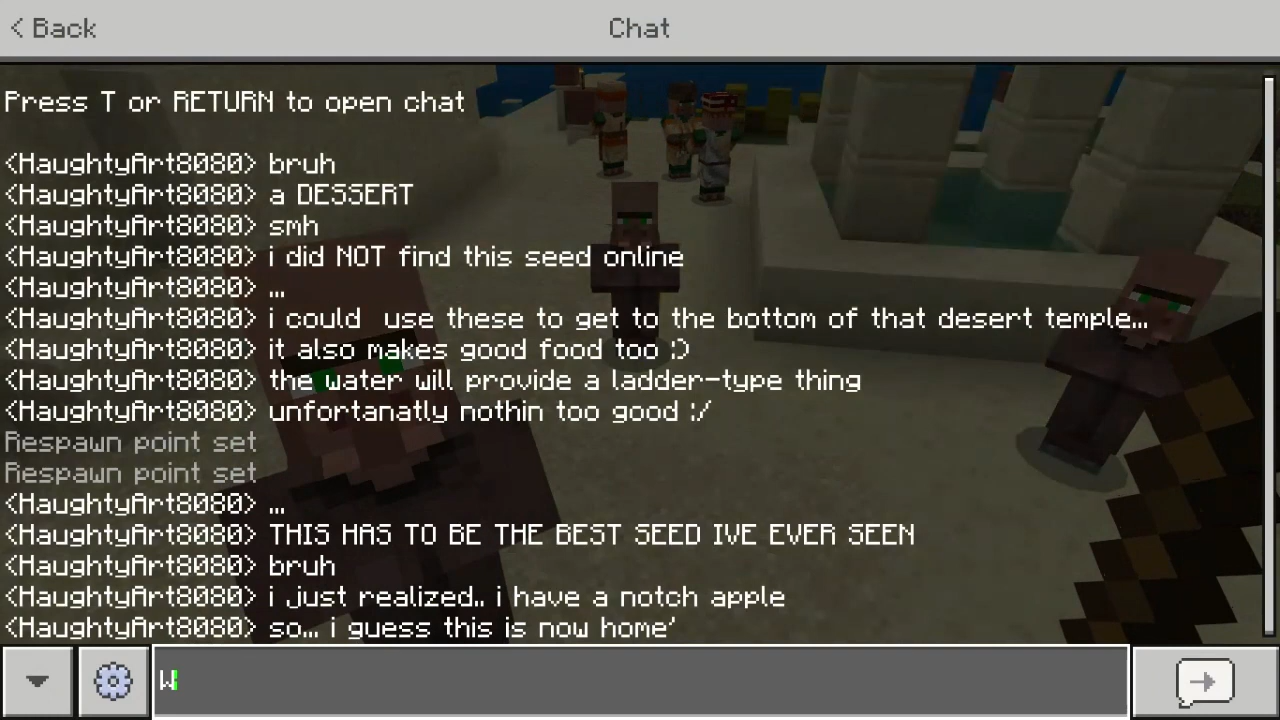 < Back
Chat
Press T or RETURN to open chat
<HaughtyArt8080> bruh
<HaughtyArt8080> a DESSERT
<HaughtyArt8080> smh
<HaughtyArt8080> i did NOT find this seed online
<HaughtyArt8080> ...
<HaughtyArt8080> i could  use these to get to the bottom of that desert temple...
<HaughtyArt8080> it also makes good food too :)
<HaughtyArt8080> the water will provide a ladder-type thing
<HaughtyArt8080> unfortanatly nothin too good :/
Respawn point set
Respawn point set
<HaughtyArt8080> ...
<HaughtyArt8080> THIS HAS TO BE THE BEST SEED IVE EVER SEEN
<HaughtyArt8080> bruh
<HaughtyArt8080> i just realized.. i have a notch apple
<HaughtyArt8080> so... i guess this is now home'
W